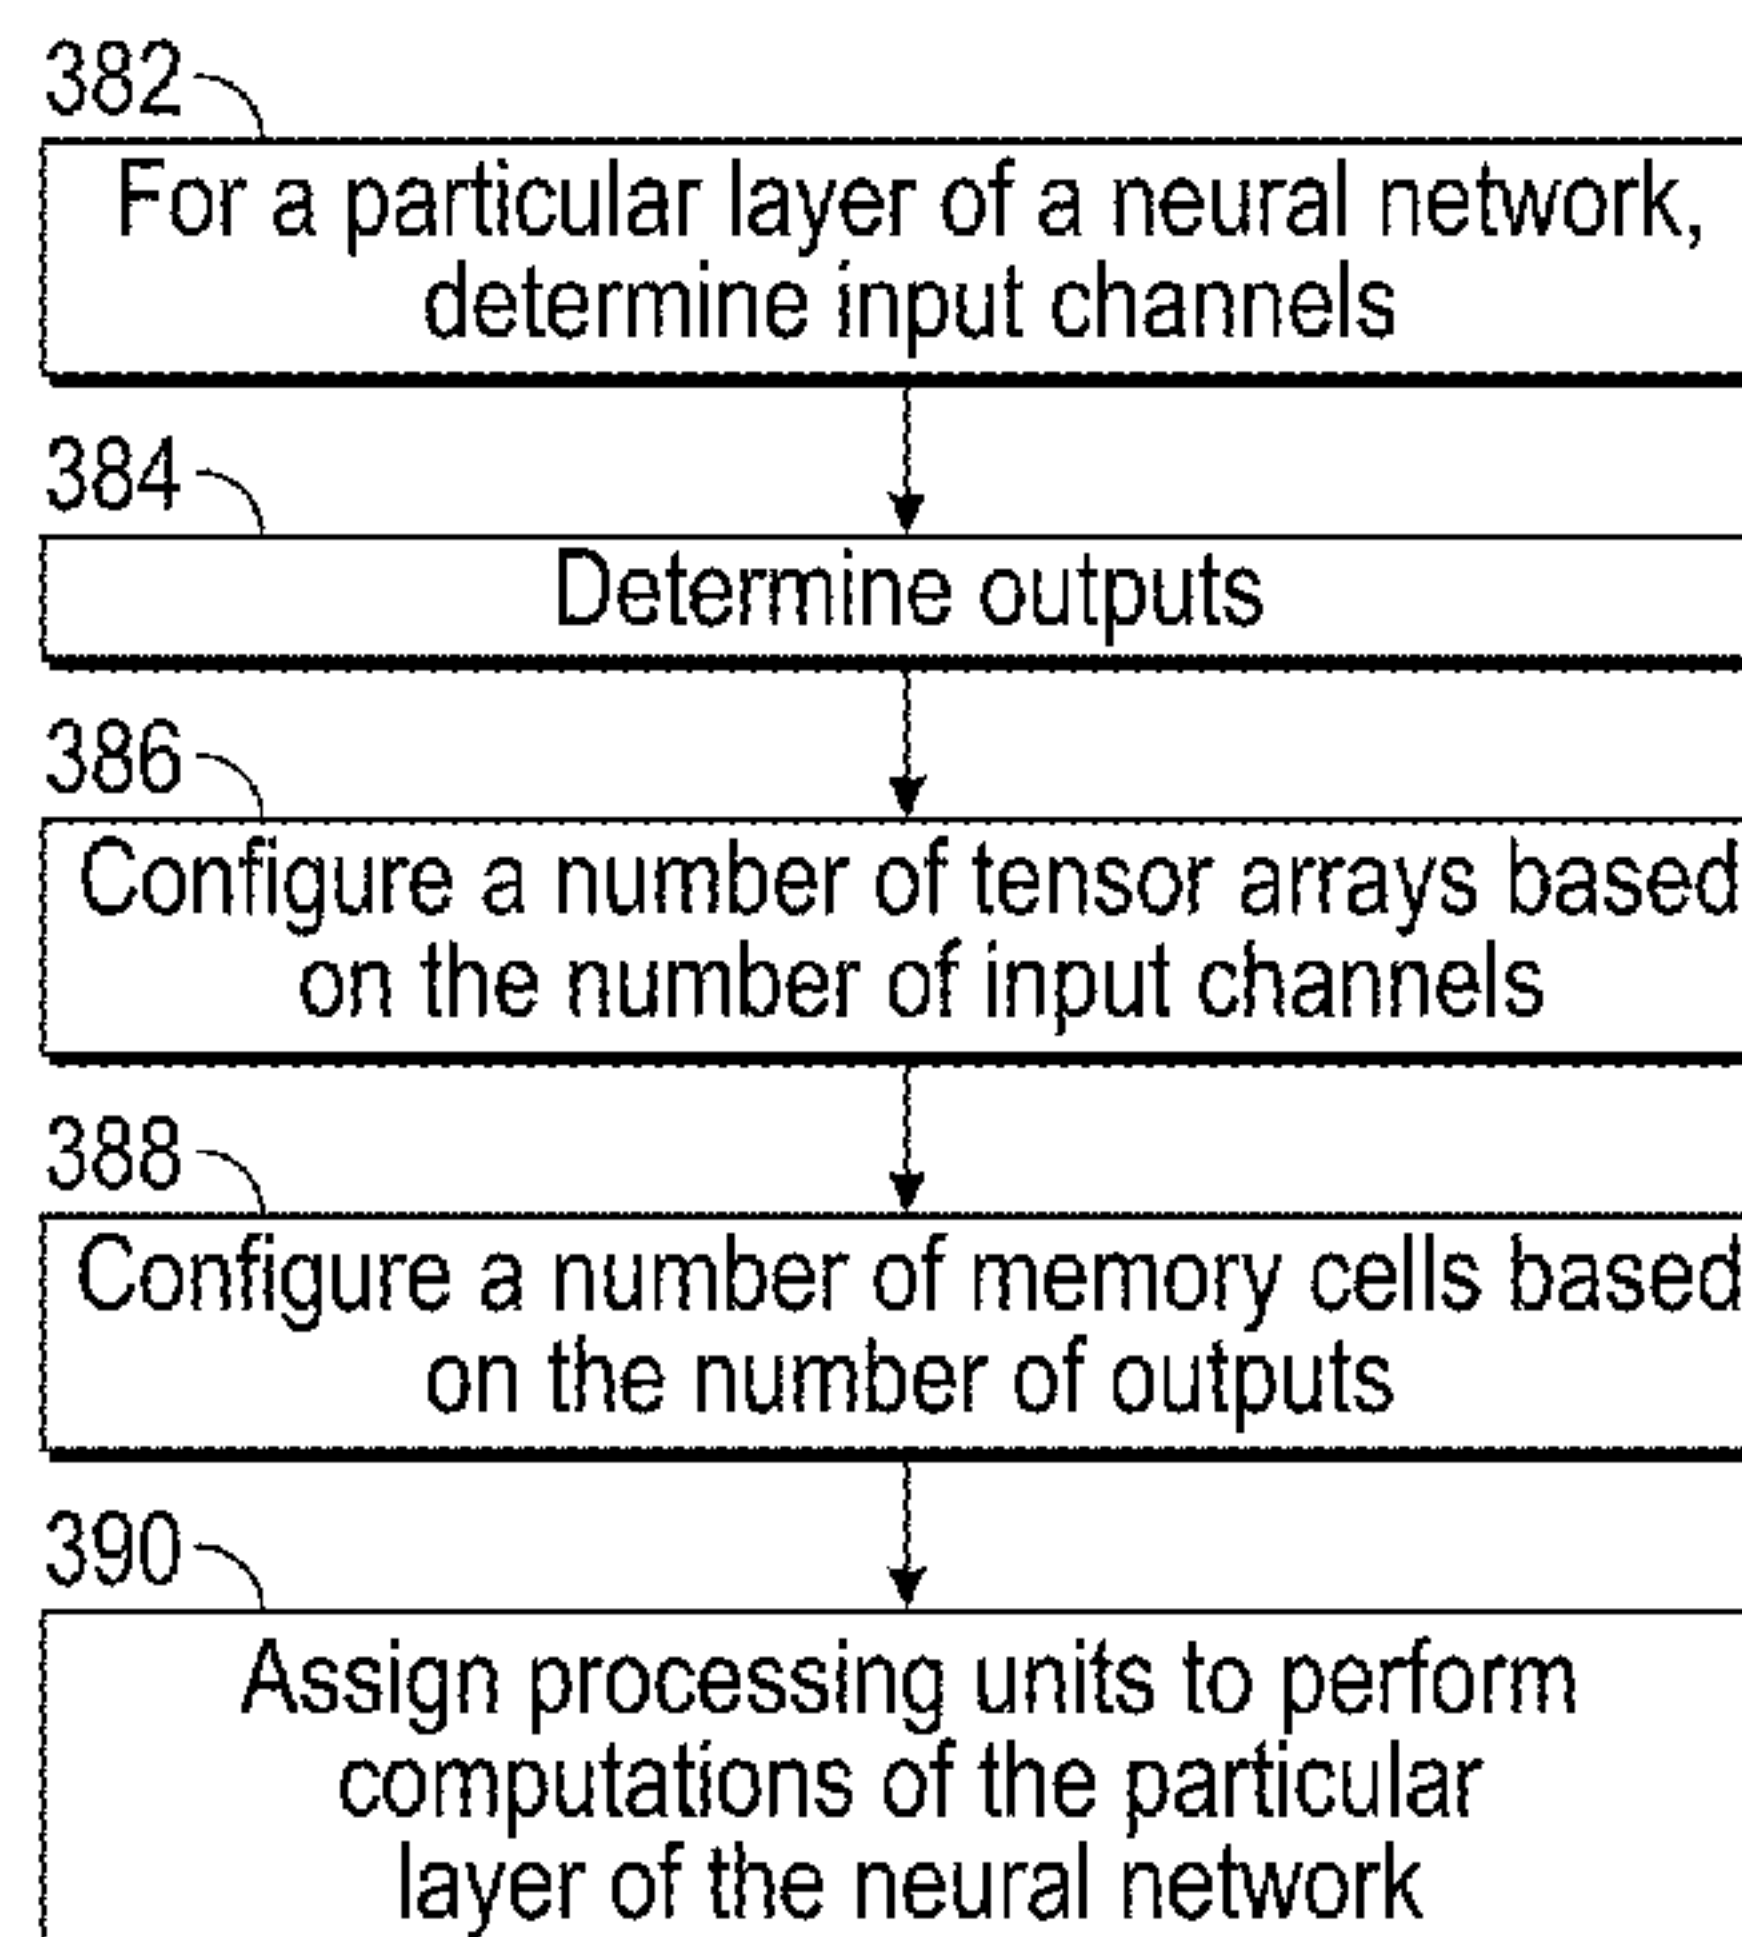 382
For a particular layer of a neural network,
determine input channels
384
Determine outputs
386
Configure a number of tensor arrays based
on the number of input channels
388
Configure a number of memory cells based
on the number of outputs
390
Assign processing units to perform
computations of the particular
layer of the neural network